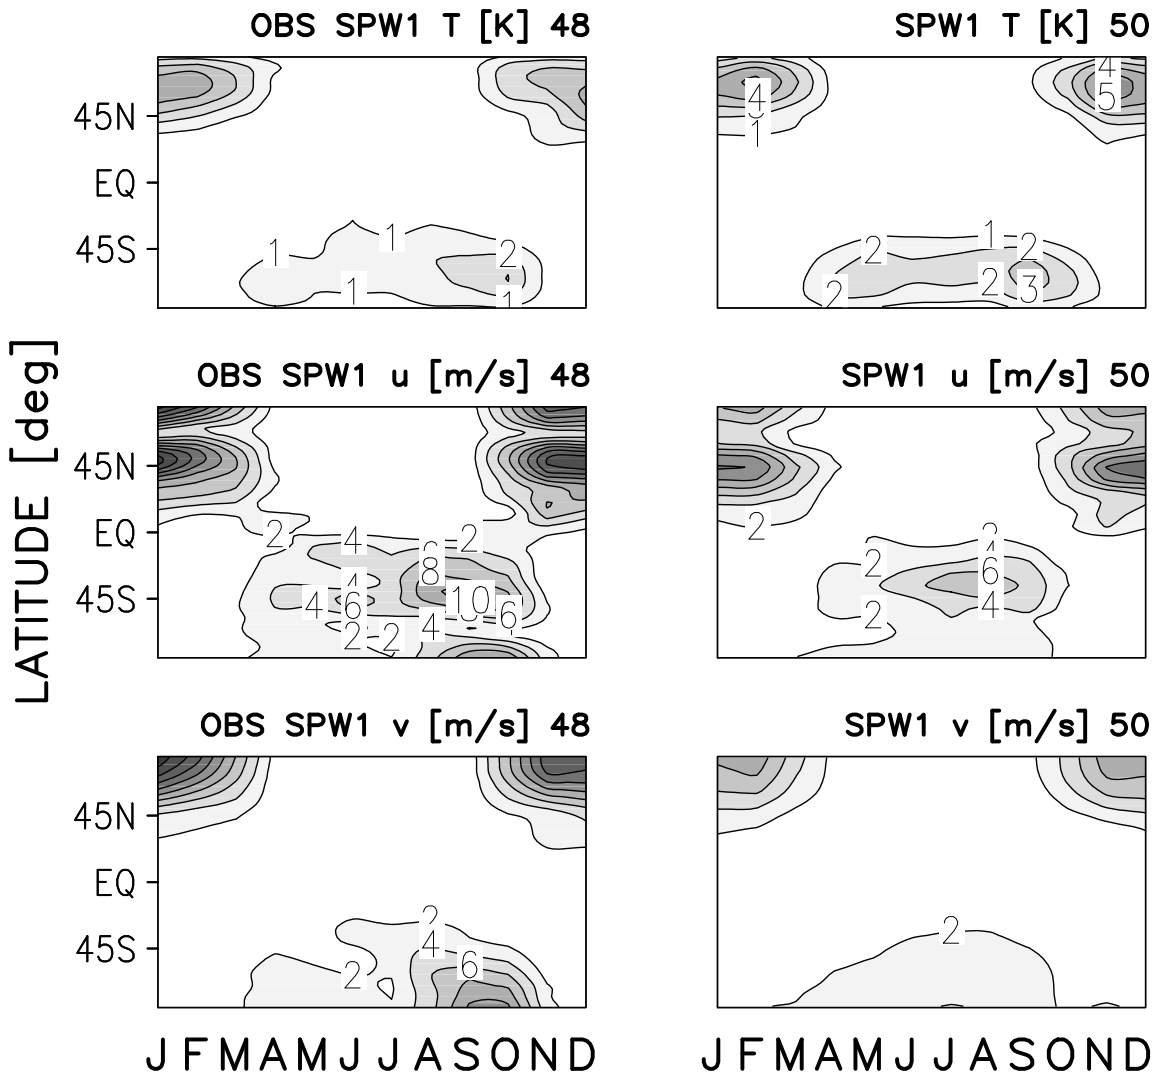 OBS SPW1 T [K] 48
SPW1 T [K] 50
45N
EQ
45S
4
5
4
1
1
1
2
1
1
1
2
2
2
2
3
2
LATITUDE [deg]
OBS SPW1 u [m/s] 48
SPW1 u [m/s] 50
45N
EQ
45S
2
4
2
8
4
6
10
6
4
2
2
2
2
6
4
2
OBS SPW1 v [m/s] 48
SPW1 v [m/s] 50
45N
EQ
45S
2
4
6
2
2
J F M A M J J A S O N D
J F M A M J J A S O N D